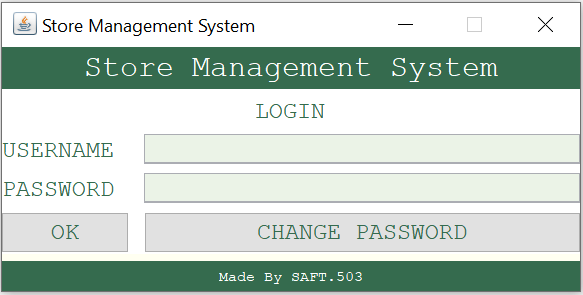 Store Management System
Store Management System
LOGIN
USERNAME
PASSWORD
OK CHANGE PASSWORD
Made By SAFT.503